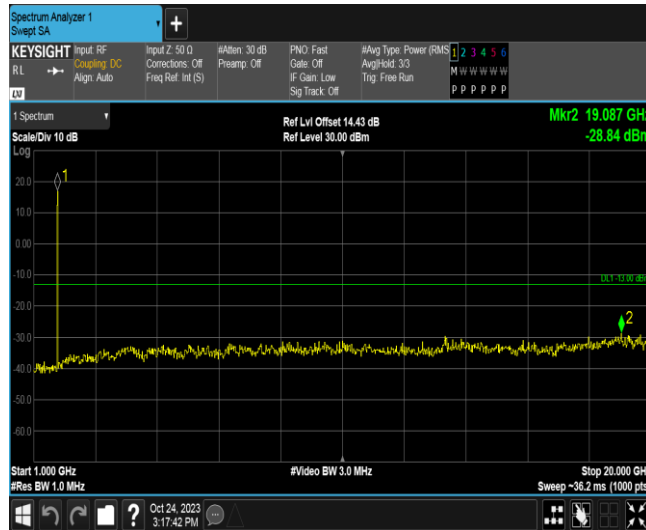 Spectrum Analyzer 1
Swept SA
+
KEYSIGHT
RL
LXI
Input: RF
Coupling: DC
Align: Auto
Input Z: 50 Ω
Corrections: Off
Freq Ref: Int (S)
#Atten: 30 dB
Preamp: Off
PNO: Fast
Gate: Off
IF Gain: Low
Sig Track: Off
#Avg Type: Power (RMS
Avg|Hold: 3/3
Trig: Free Run
1 2 3 4 5 6
M W W W W W
P P P P P P
1 Spectrum
Scale/Div 10 dB
Log
Ref Lvl Offset 14.43 dB
Ref Level 30.00 dBm
Mkr2 19.087 GHz
-28.84 dBm
1
20.0
10.0
0.00
-10.0
DL1 -13.00 dBm
-20.0
2
-30.0
-40.0
-50.0
-60.0
Start 1.000 GHz
#Res BW 1.0 MHz
#Video BW 3.0 MHz
Stop 20.000 GHz
Sweep ~36.2 ms (1000 pts)
?
Oct 24, 2023
3:17:42 PM